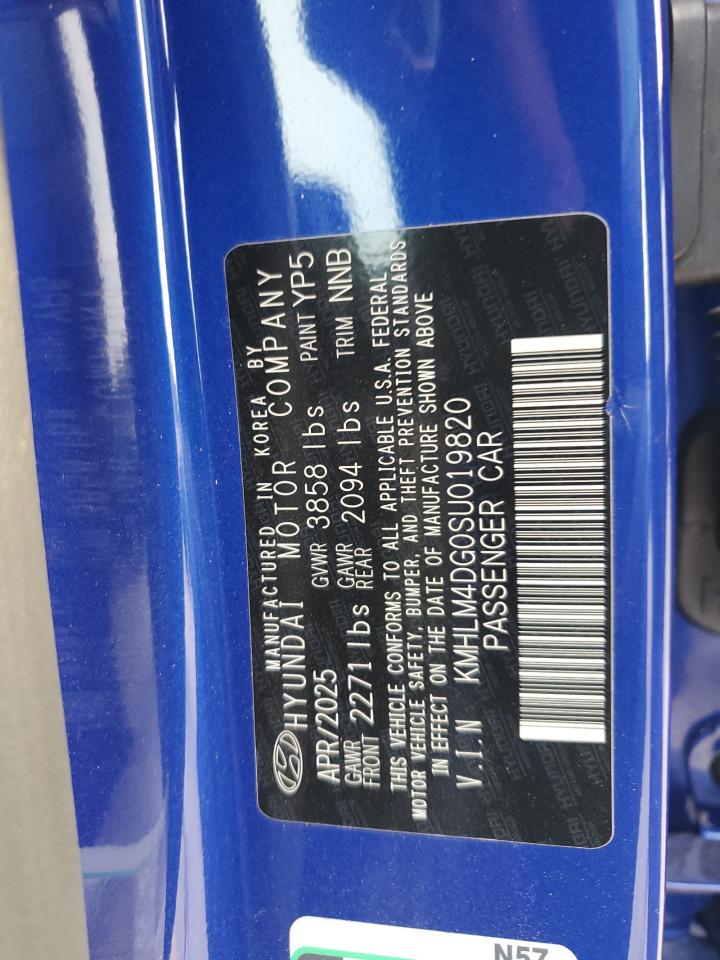 MANUFACTURED IN KOREA BY
HYUNDAI MOTOR COMPANY
APR/2025 GVWR 3858 lbs PAINT YP5
GAWR FRONT 2271 lbs GAWR REAR 2094 lbs TRIM NNB
THIS VEHICLE CONFORMS TO ALL APPLICABLE U.S.A. FEDERAL
MOTOR VEHICLE SAFETY, BUMPER, AND THEFT PREVENTION STANDARDS
IN EFFECT ON THE DATE OF MANUFACTURE SHOWN ABOVE
V.I.N KMHLM4DG0SU019820
PASSENGER CAR
N57